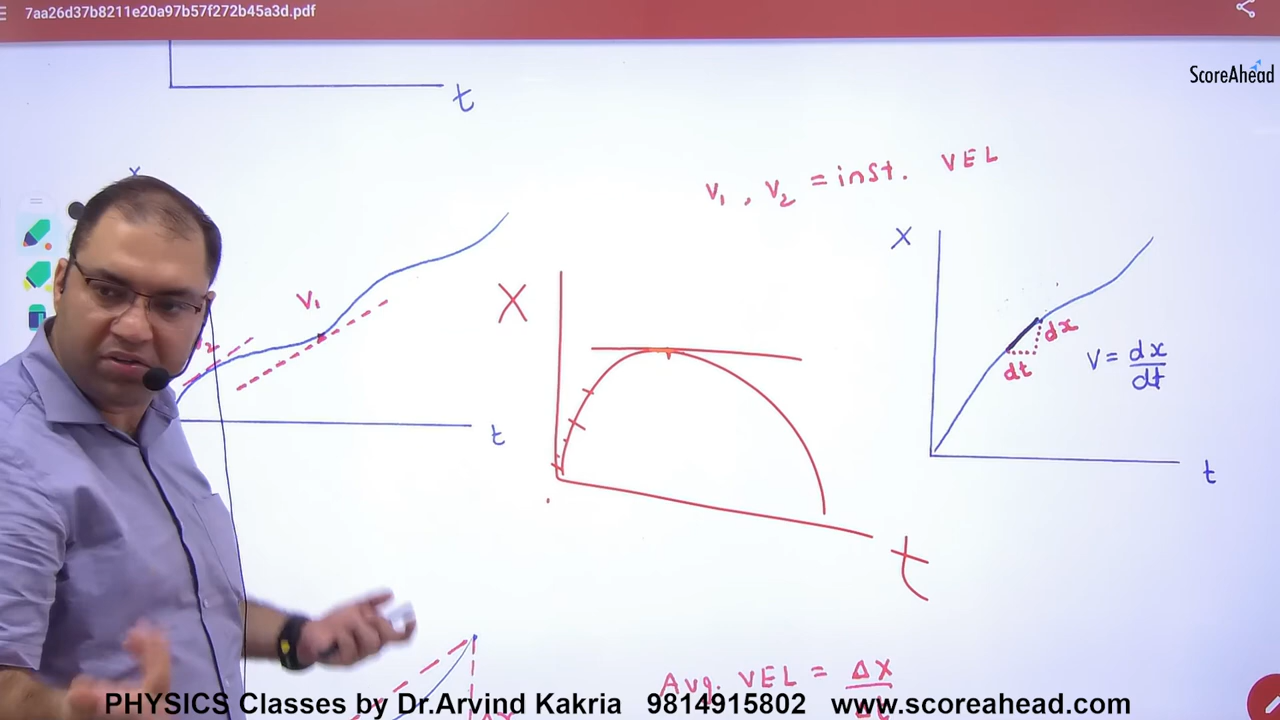 7aa26d37b8211e20a97b57f272b45a3d.pdf
ScoreAhead
t
x
V₁, V₂ = inst. VEL
V₁
2
t
X
t
X
dx
dt
V = dx/dt
t
Avg. VEL = ΔX
PHYSICS Classes by Dr.Arvind Kakria 9814915802 www.scoreahead.com